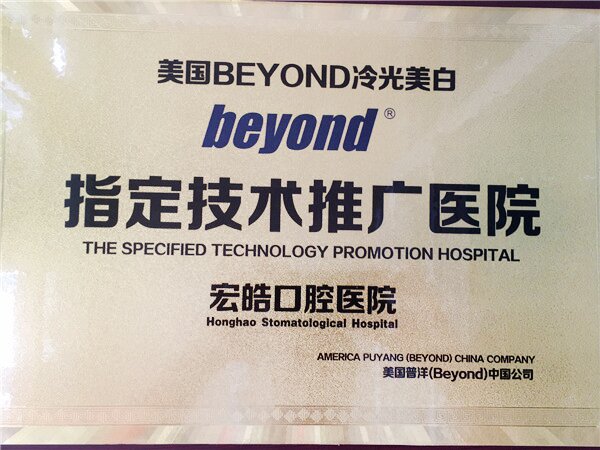 美国BEYOND冷光美白
beyond®
指定技术推广医院
THE SPECIFIED TECHNOLOGY PROMOTION HOSPITAL
宏皓口腔医院
Honghao Stomatological Hospital
AMERICA PUYANG (BEYOND) CHINA COMPANY
美国普洋(Beyond)中国公司